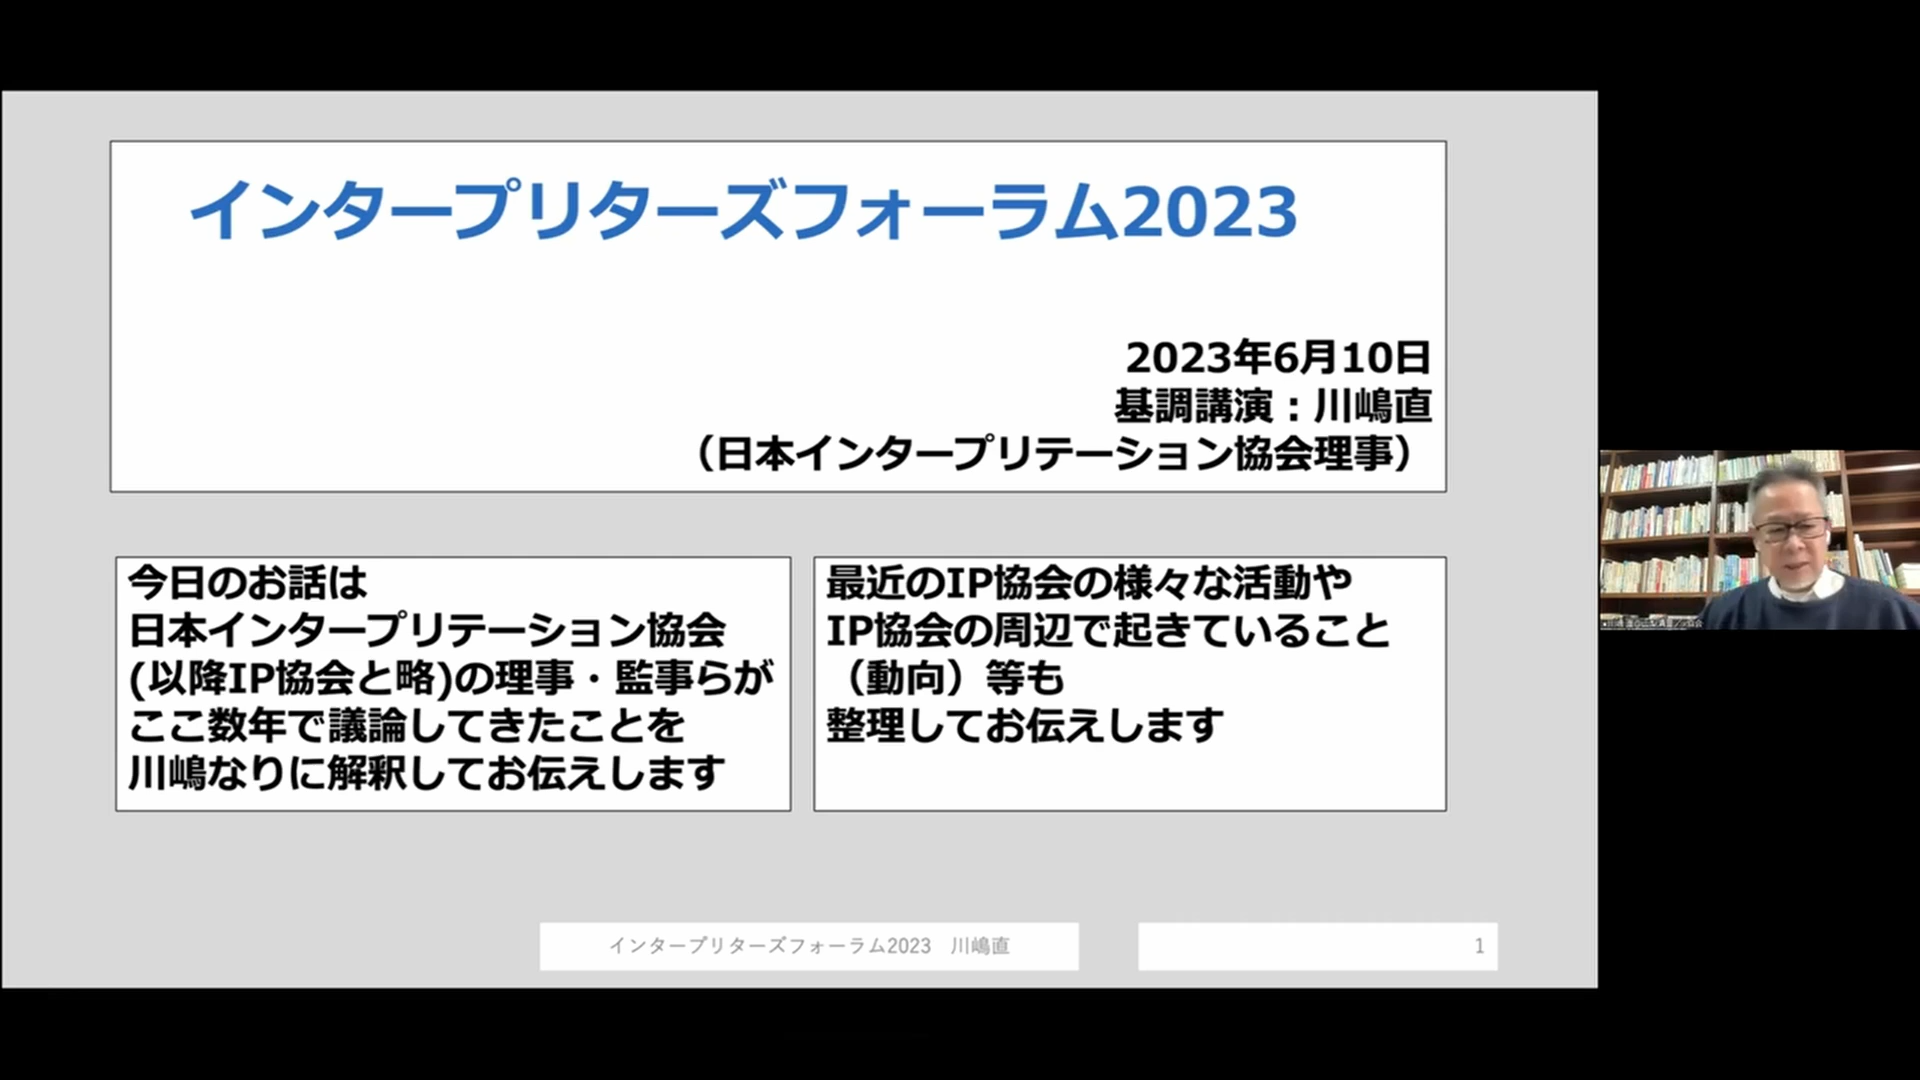 インタープリターズフォーラム2023
2023年6月10日
基調講演：川嶋直
（日本インタープリテーション協会理事）
今日のお話は
日本インタープリテーション協会
(以降IP協会と略)の理事・監事らが
ここ数年で議論してきたことを
川嶋なりに解釈してお伝えします
最近のIP協会の様々な活動や
IP協会の周辺で起きていること
（動向）等も
整理してお伝えします
インタープリターズフォーラム2023　川嶋直
1